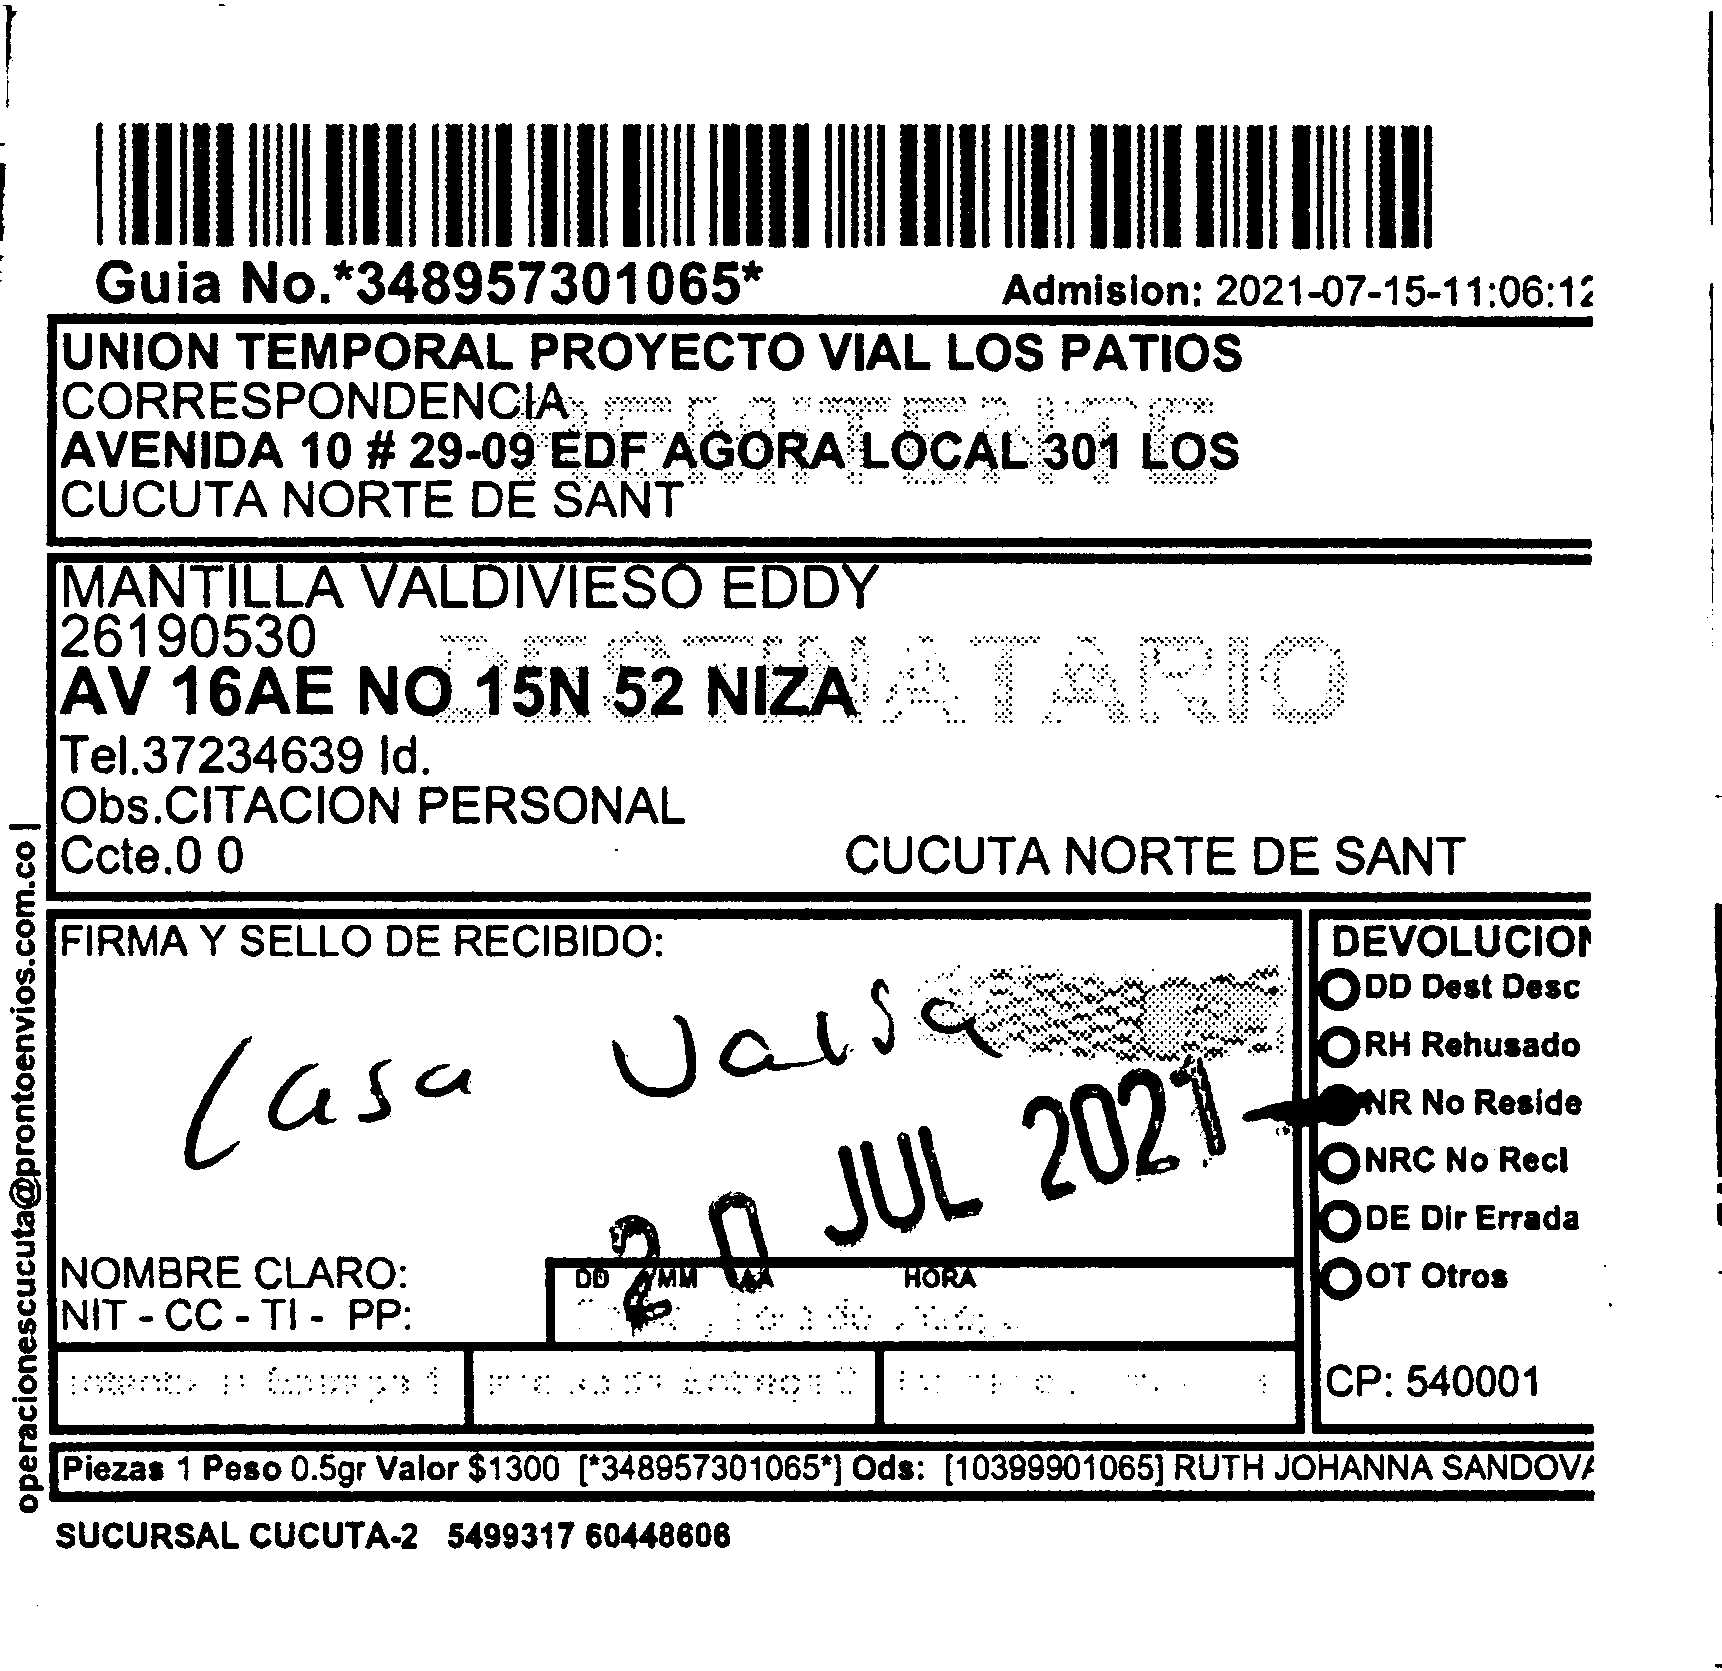 Guia No.*348957301065*
Admision: 2021-07-15-11:06:12
UNION TEMPORAL PROYECTO VIAL LOS PATIOS
CORRESPONDENCIA
REMITENTE
AVENIDA 10 # 29-09 EDF AGORA LOCAL 301 LOS
CUCUTA NORTE DE SANT
MANTILLA VALDIVIESO EDDY
26190530
DESTINATARIO
AV 16AE NO 15N 52 NIZA
Tel.37234639 Id.
Obs.CITACION PERSONAL
Ccte.0 0
CUCUTA NORTE DE SANT
operacionescucuta@prontoenvios.com.co |
FIRMA Y SELLO DE RECIBIDO:
Casa
20 JUL 2021
NOMBRE CLARO:
NIT - CC - TI - PP:
DD MM AA HORA
DEVOLUCION
DD Dest Desc
RH Rehusado
NR No Reside
NRC No Recl
DE Dir Errada
OT Otros
CP: 540001
Piezas 1 Peso 0.5gr Valor $1300 [*348957301065*] Ods: [10399901065] RUTH JOHANNA SANDOVA
SUCURSAL CUCUTA-2 5499317 60448606